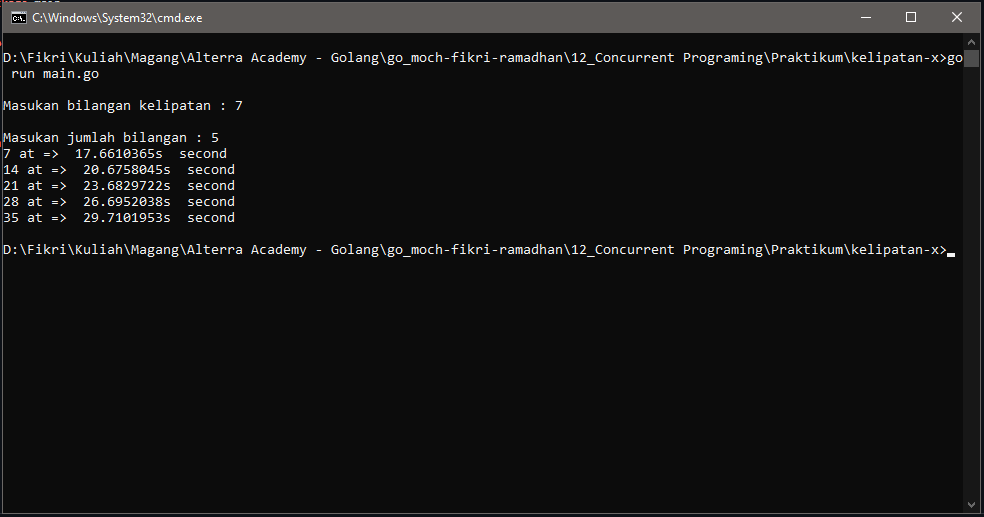 C:\Windows\System32\cmd.exe
D:\Fikri\Kuliah\Magang\Alterra Academy - Golang\go_moch-fikri-ramadhan\12_Concurrent Programing\Praktikum\kelipatan-x>go
run main.go
Masukan bilangan kelipatan : 7
Masukan jumlah bilangan : 5
7 at =>  17.6610365s  second
14 at =>  20.6758045s  second
21 at =>  23.6829722s  second
28 at =>  26.6952038s  second
35 at =>  29.7101953s  second
D:\Fikri\Kuliah\Magang\Alterra Academy - Golang\go_moch-fikri-ramadhan\12_Concurrent Programing\Praktikum\kelipatan-x>